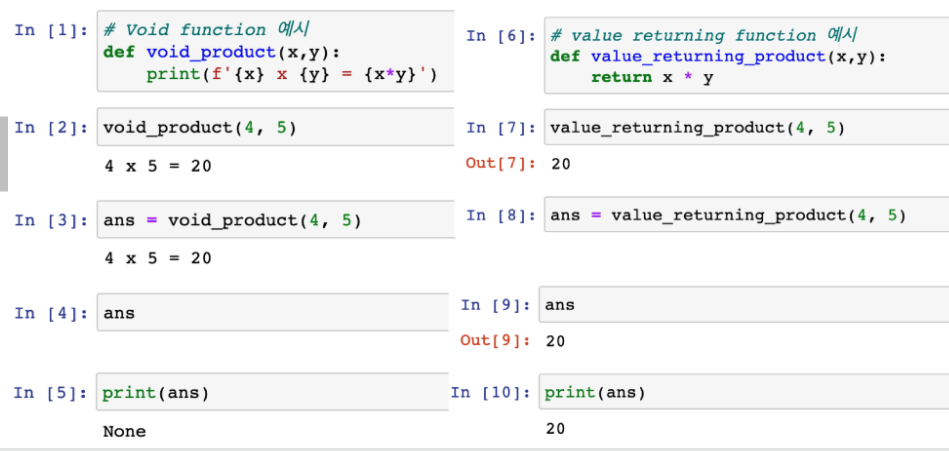 In [1]: # Void function 예시
def void_product(x,y):
    print(f'{x} x {y} = {x*y}')
In [2]: void_product(4, 5)
4 x 5 = 20
In [3]: ans = void_product(4, 5)
4 x 5 = 20
In [4]: ans
In [5]: print(ans)
None
In [6]: # value returning function 예시
def value_returning_product(x,y):
    return x * y
In [7]: value_returning_product(4, 5)
Out[7]: 20
In [8]: ans = value_returning_product(4, 5)
In [9]: ans
Out[9]: 20
In [10]: print(ans)
20